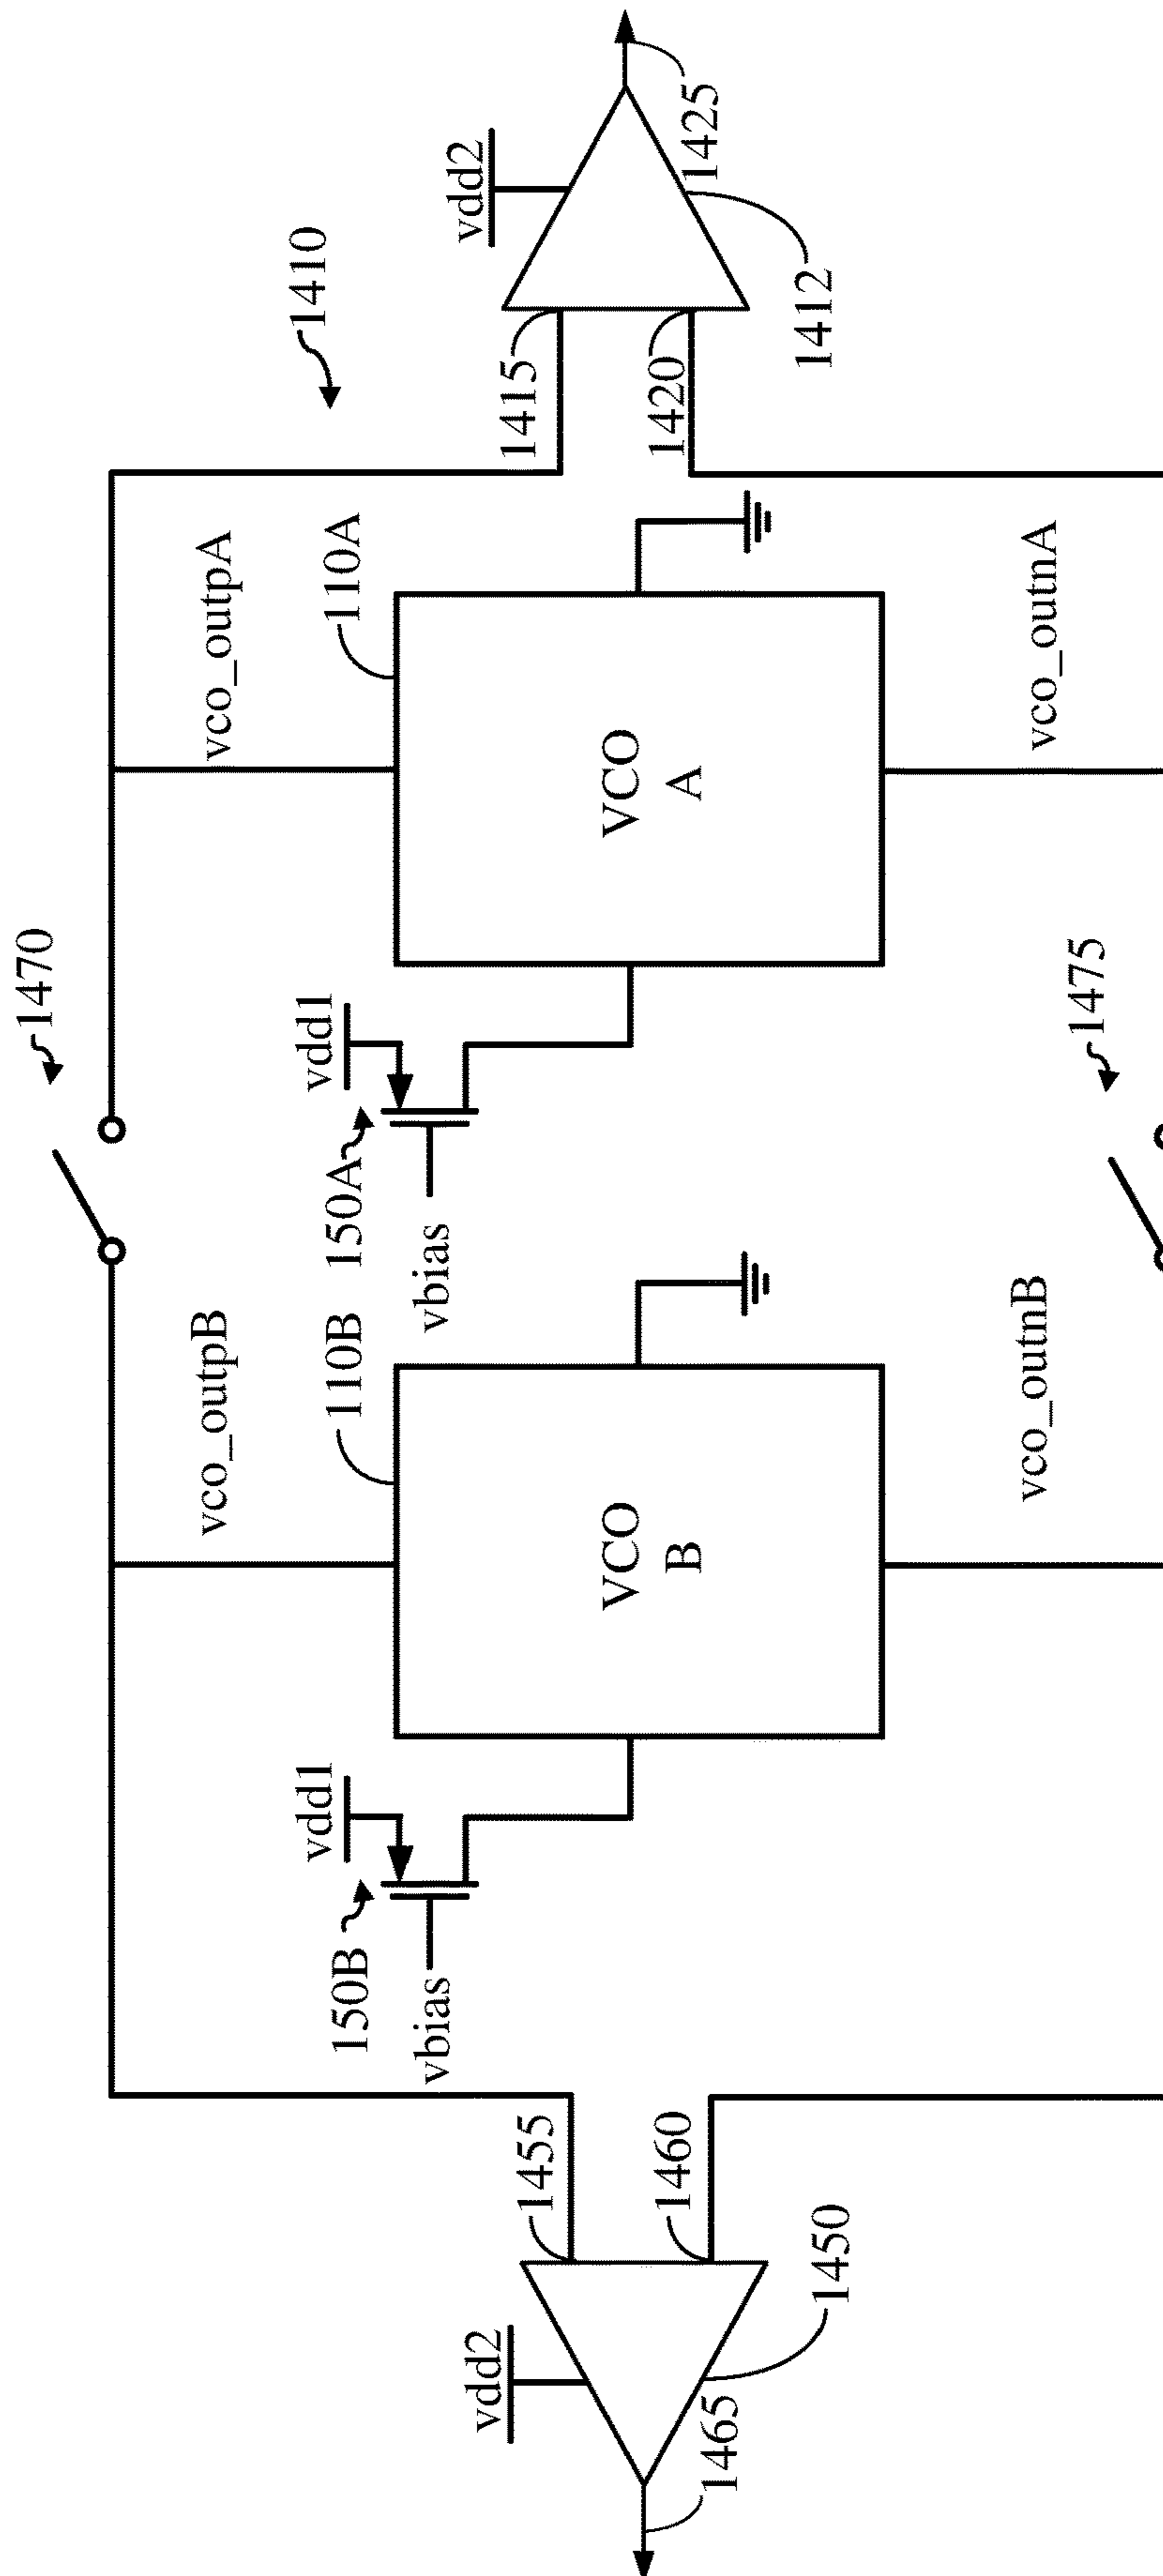 1470
1410
vco_outpB
vco_outpA
110B
110A
150B
vdd1
150A
vdd1
vbias
vbias
vdd2
1455
1460
1465
1450
VCO
B
VCO
A
1415
1420
vdd2
1425
1412
vco_outnB
vco_outnA
1475